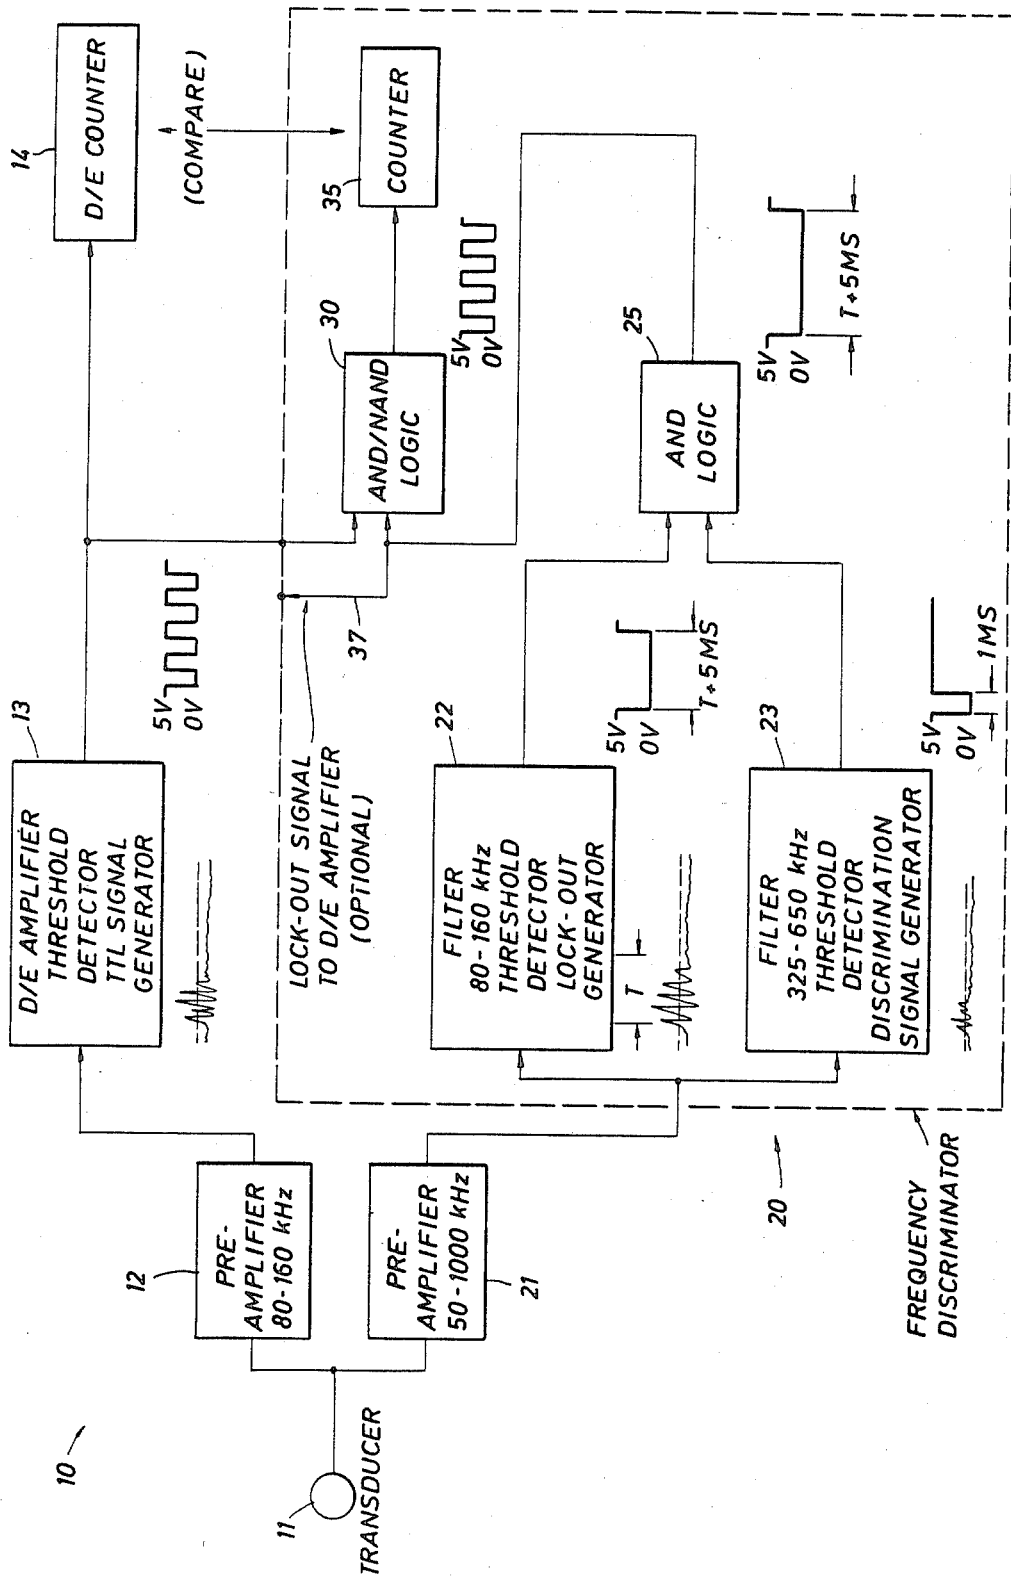 10
11
TRANSDUCER
12
PRE-
AMPLIFIER
80-160 kHz
PRE-
AMPLIFIER
50-1000 kHz
21
13
D/E AMPLIFIER
THRESHOLD
DETECTOR
TTL SIGNAL
GENERATOR
5V
0V
14
D/E COUNTER
(COMPARE)
LOCK-OUT SIGNAL
TO D/E AMPLIFIER
(OPTIONAL)
37
30
AND/NAND
LOGIC
5V
0V
35
COUNTER
22
FILTER
80-160 kHz
THRESHOLD
DETECTOR
LOCK-OUT
GENERATOR
T
5V
0V
T+5MS
23
FILTER
325-650 kHz
THRESHOLD
DETECTOR
DISCRIMINATION
SIGNAL GENERATOR
5V
0V
1MS
25
AND
LOGIC
5V
0V
T+5MS
20
FREQUENCY
DISCRIMINATOR